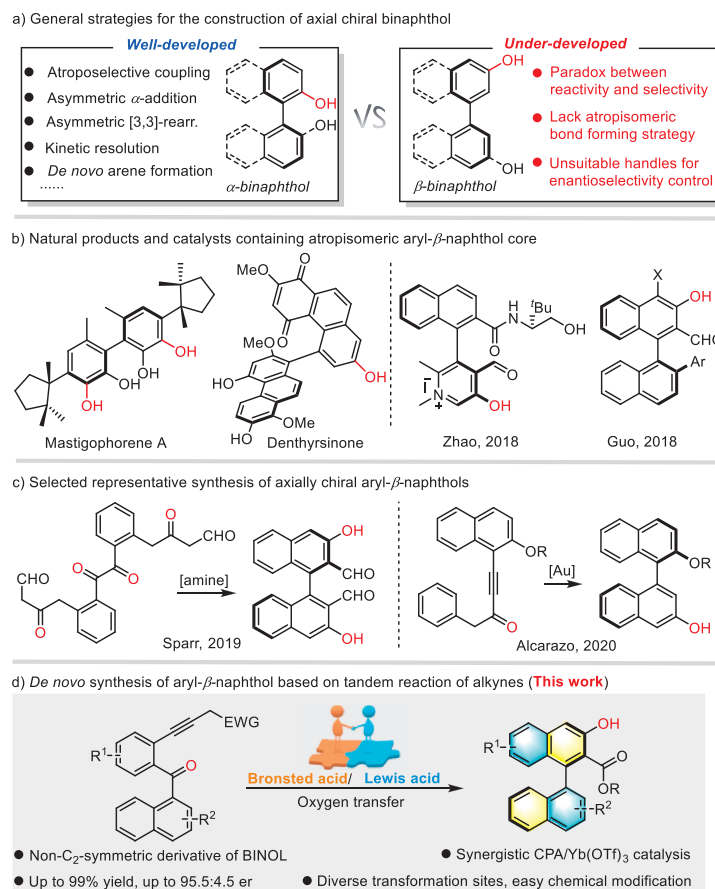 a) General strategies for the construction of axial chiral binaphthol
Well-developed
● Atroposelective coupling
● Asymmetric α-addition
● Asymmetric [3,3]-rearr.
● Kinetic resolution
● De novo arene formation
······
OH
OH
α-binaphthol
VS
Under-developed
OH
OH
β-binaphthol
● Paradox between
reactivity and selectivity
● Lack atropisomeric
bond forming strategy
● Unsuitable handles for
enantioselectivity control
b) Natural products and catalysts containing atropisomeric aryl-β-naphthol core
OH
OH
OH
OH
Mastigophorene A
O
MeO
O
MeO
OH
OH
HO
OMe
Denthyrsinone
H
N
tBu
OH
O
O
I−
N
+
OH
Zhao, 2018
X
OH
CHO
Ar
Guo, 2018
c) Selected representative synthesis of axially chiral aryl-β-naphthols
O
CHO
O
O
CHO
O
[amine]
OH
CHO
CHO
OH
Sparr, 2019
OR
O
[Au]
OR
OH
Alcarazo, 2020
d) De novo synthesis of aryl-β-naphthol based on tandem reaction of alkynes (This work)
EWG
R1
O
R2
Bronsted acid/ Lewis acid
Oxygen transfer
OH
R1
O
OR
R2
● Non-C2-symmetric derivative of BINOL
● Synergistic CPA/Yb(OTf)3 catalysis
● Up to 99% yield, up to 95.5:4.5 er
● Diverse transformation sites, easy chemical modification